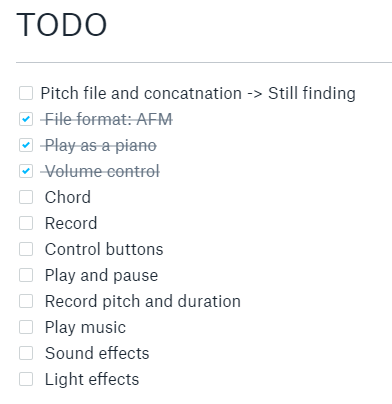 TODO
Pitch file and concatnation -> Still finding
File format: AFM
Play as a piano
Volume control
Chord
Record
Control buttons
Play and pause
Record pitch and duration
Play music
Sound effects
Light effects